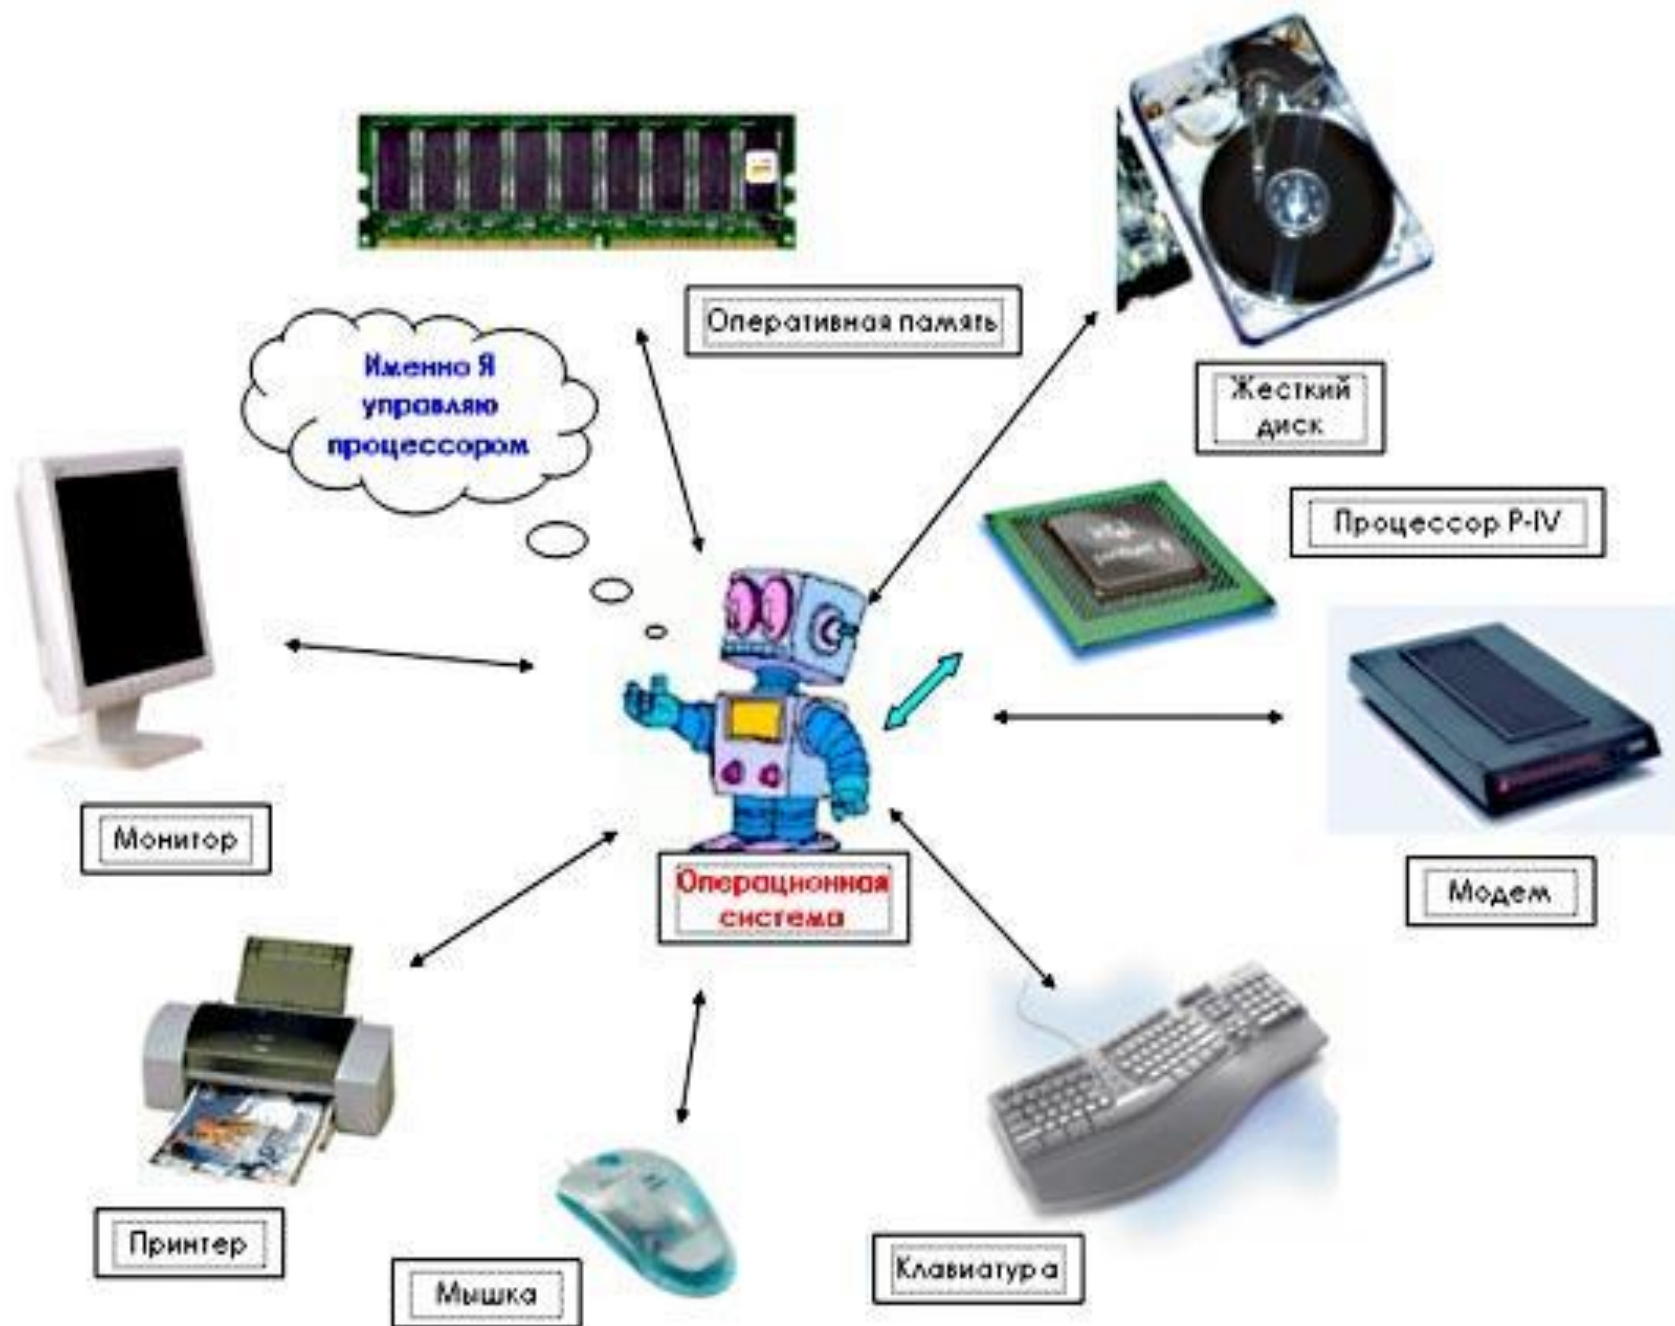 Оперативная память
Именно Я
управляю
процессором
Жесткий
диск
Процессор P-IV
Монитор
Операционная
система
Модем
Принтер
Мышка
Клавиатура